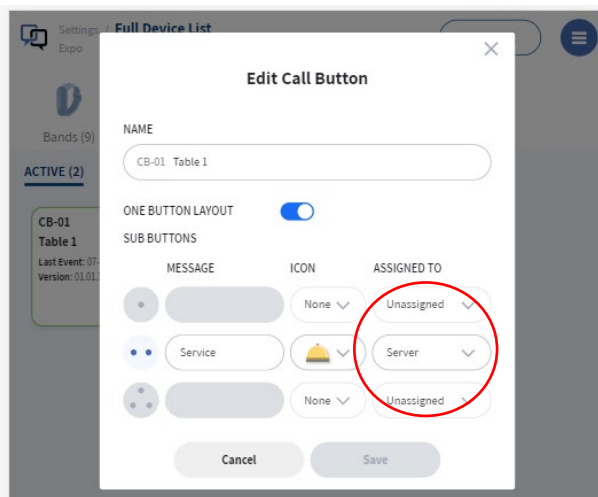 Settings / Full Device List
Expo
Edit Call Button
Bands (9)
NAME
CB-01 Table 1
ACTIVE (2)
ONE BUTTON LAYOUT
CB-01
Table 1
SUB BUTTONS
Last Event: 07-
Version: 01.01.
MESSAGE ICON ASSIGNED TO
None Unassigned
Service Server
None Unassigned
Cancel Save